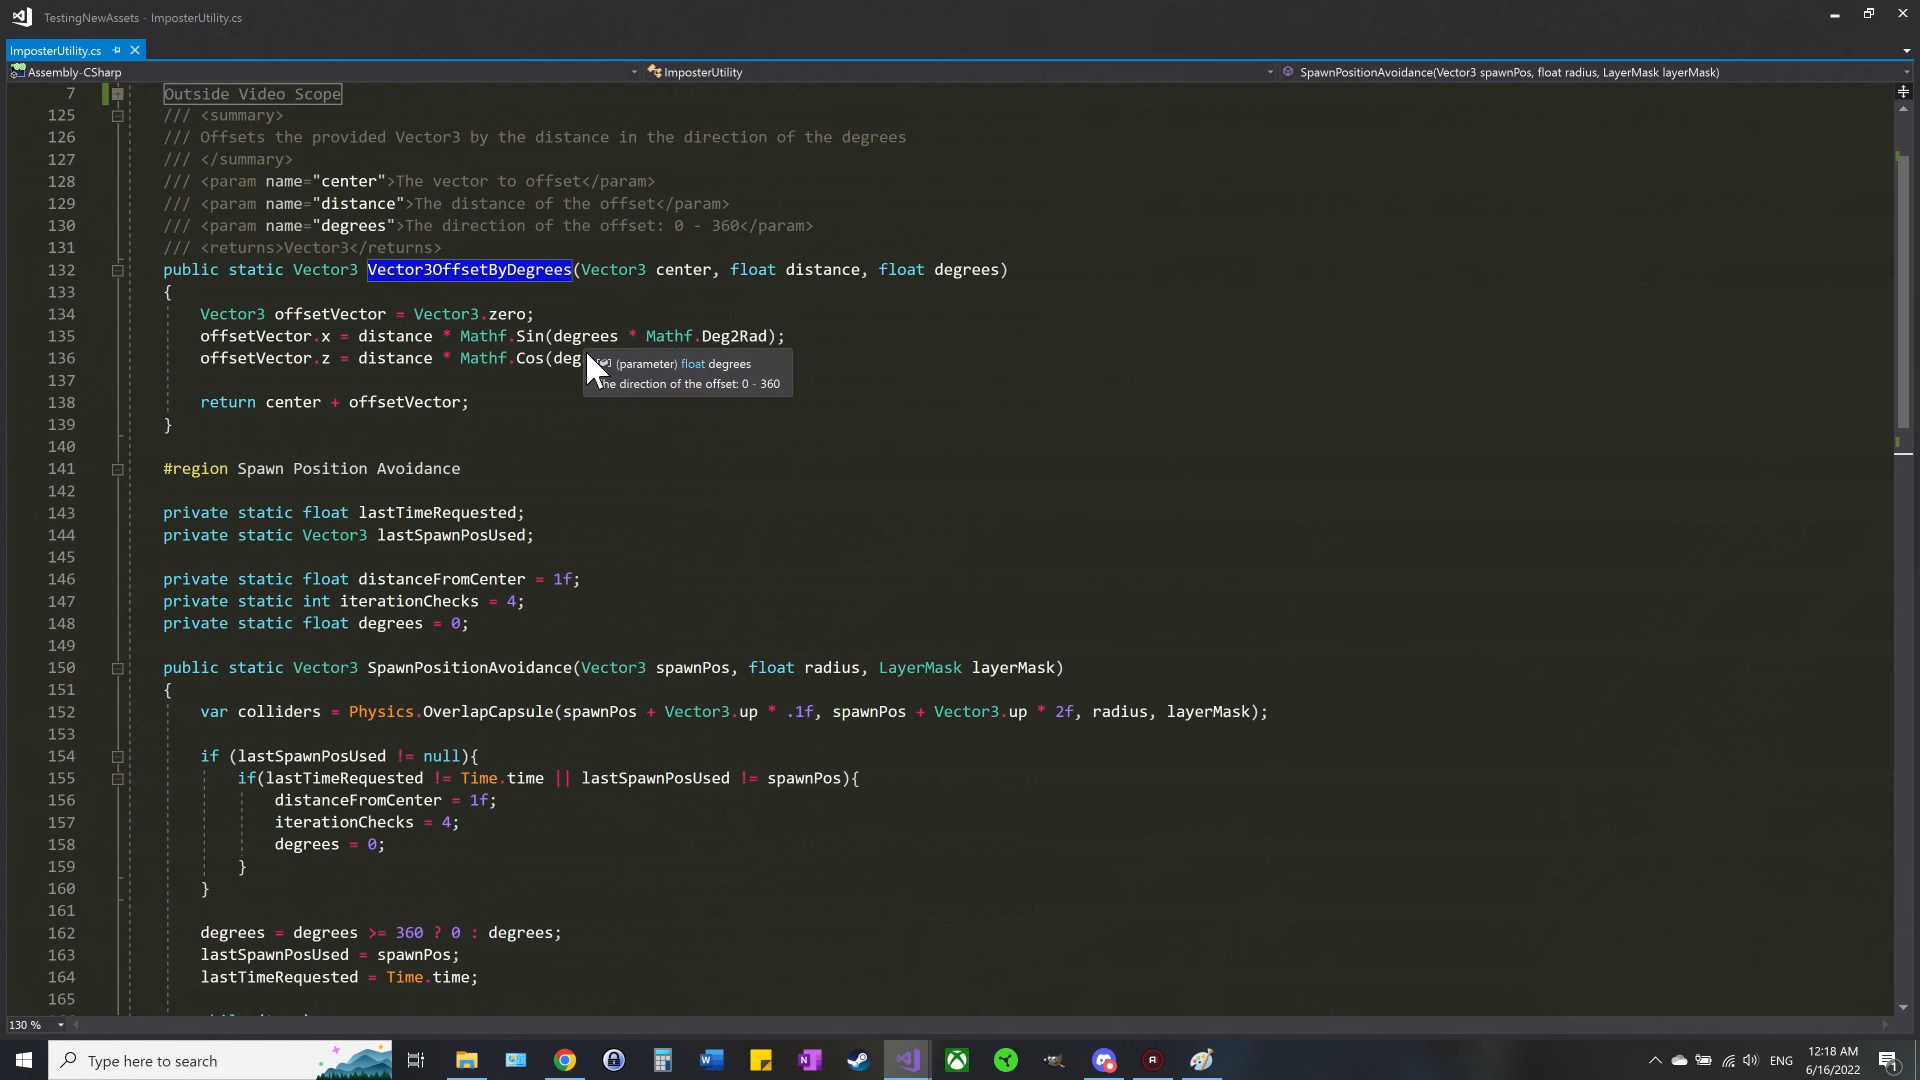 TestingNewAssets - ImposterUtility.cs
ImposterUtility.cs
Assembly-CSharp
ImposterUtility
SpawnPositionAvoidance(Vector3 spawnPos, float radius, LayerMask layerMask)
7 Outside Video Scope
125 /// <summary>
126 /// Offsets the provided Vector3 by the distance in the direction of the degrees
127 /// </summary>
128 /// <param name="center">The vector to offset</param>
129 /// <param name="distance">The distance of the offset</param>
130 /// <param name="degrees">The direction of the offset: 0 - 360</param>
131 /// <returns>Vector3</returns>
132 public static Vector3 Vector3OffsetByDegrees(Vector3 center, float distance, float degrees)
133 {
134 Vector3 offsetVector = Vector3.zero;
135 offsetVector.x = distance * Mathf.Sin(degrees * Mathf.Deg2Rad);
136 offsetVector.z = distance * Mathf.Cos(deg
(parameter) float degrees
he direction of the offset: 0 - 360
137
138 return center + offsetVector;
139 }
140
141 #region Spawn Position Avoidance
142
143 private static float lastTimeRequested;
144 private static Vector3 lastSpawnPosUsed;
145
146 private static float distanceFromCenter = 1f;
147 private static int iterationChecks = 4;
148 private static float degrees = 0;
149
150 public static Vector3 SpawnPositionAvoidance(Vector3 spawnPos, float radius, LayerMask layerMask)
151 {
152 var colliders = Physics.OverlapCapsule(spawnPos + Vector3.up * .1f, spawnPos + Vector3.up * 2f, radius, layerMask);
153
154 if (lastSpawnPosUsed != null){
155 if(lastTimeRequested != Time.time || lastSpawnPosUsed != spawnPos){
156 distanceFromCenter = 1f;
157 iterationChecks = 4;
158 degrees = 0;
159 }
160 }
161
162 degrees = degrees >= 360 ? 0 : degrees;
163 lastSpawnPosUsed = spawnPos;
164 lastTimeRequested = Time.time;
165
130 %
Type here to search
ENG
12:18 AM
6/16/2022
1